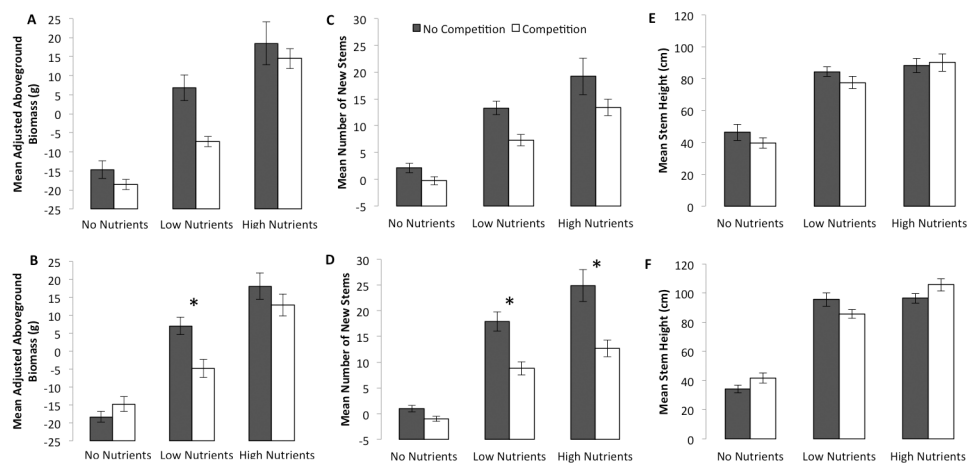 A
Mean Adjusted Aboveground
Biomass (g)
25
20
15
10
5
0
-5
-10
-15
-20
25
No Nutrients Low Nutrients High Nutrients
C
No Competition Competition
Mean Number of New Stems
30
25
20
15
10
5
0
-5
No Nutrients Low Nutrients High Nutrients
E
Mean Stem Height (cm)
100
80
60
40
20
0
No Nutrients Low Nutrients High Nutrients
B
Mean Adjusted Aboveground
Biomass (g)
25
20
15
10
5
0
-5
-10
-15
-20
25
*
No Nutrients Low Nutrients High Nutrients
D
Mean Number of New Stems
30
25
20
15
10
5
0
-5
* *
No Nutrients Low Nutrients High Nutrients
F
Mean Stem Height (cm)
120
100
80
60
40
20
0
No Nutrients Low Nutrients High Nutrients